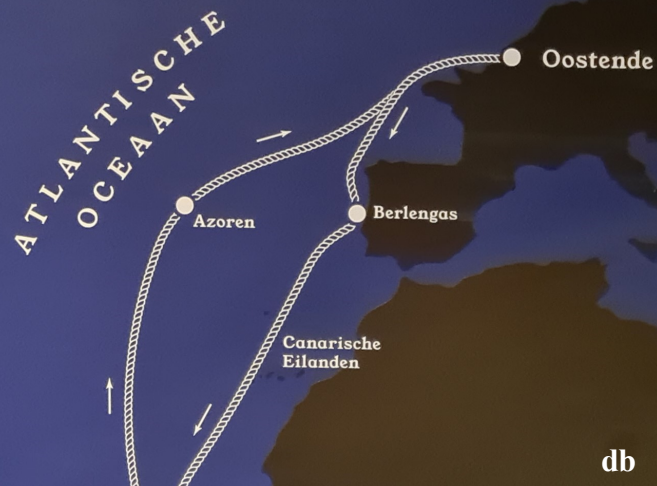 ATLANTISCHE
OCEAAN
Oostende
Azoren
Berlengas
Canarische
Eilanden
db